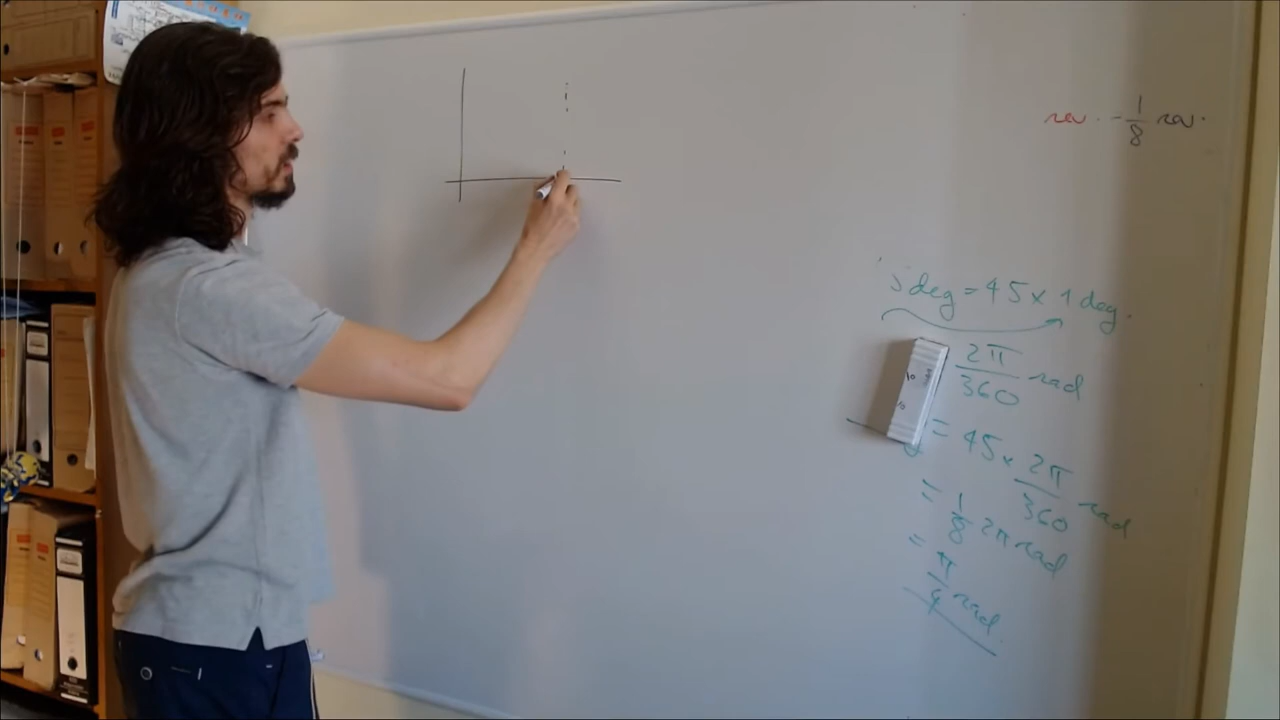 rev. - 1/8 rev.
5 deg = 45 × 1 deg.
2π/360 rad
= 45 × 2π/360 rad
= 1/8 2π rad
= π/4 rad.